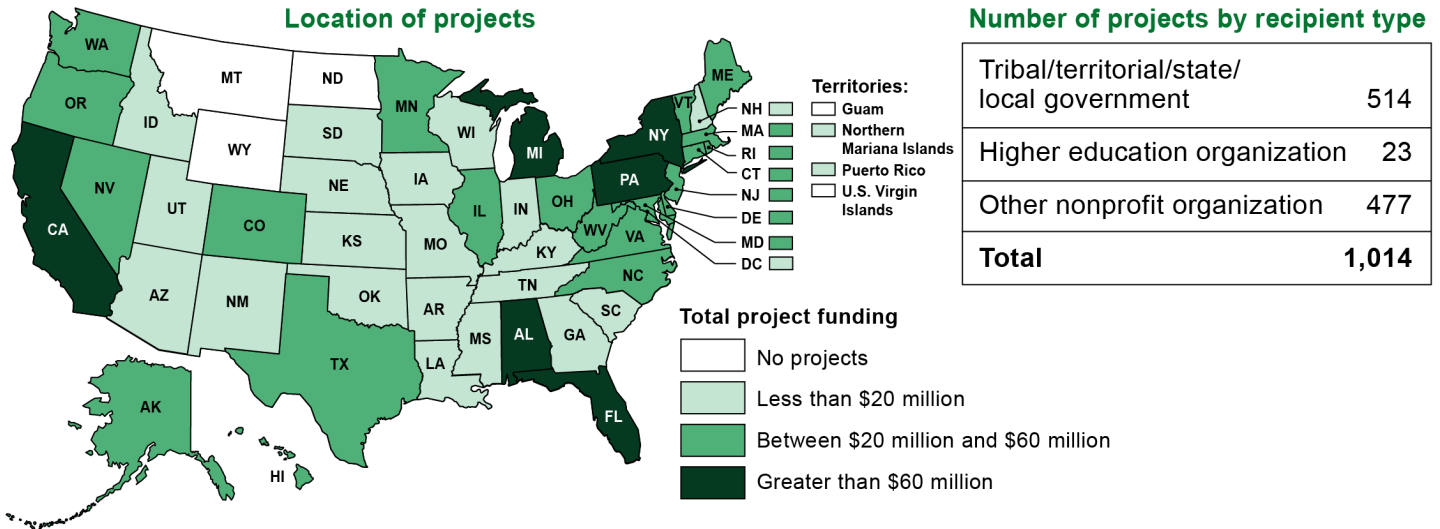 Location of projects
WA
OR
CA
NV
ID
MT
WY
UT
CO
AZ
NM
ND
SD
NE
KS
OK
TX
MN
IA
MO
AR
LA
WI
IL
MI
IN
OH
KY
TN
MS
AL
GA
FL
SC
NC
VA
WV
PA
NY
VT
ME
AK
HI
NH
MA
RI
CT
NJ
DE
MD
DC
Territories:
Guam
Northern
Mariana Islands
Puerto Rico
U.S. Virgin
Islands
Total project funding
No projects
Less than $20 million
Between $20 million and $60 million
Greater than $60 million
Number of projects by recipient type
Tribal/territorial/state/
local government 514
Higher education organization 23
Other nonprofit organization 477
Total 1,014